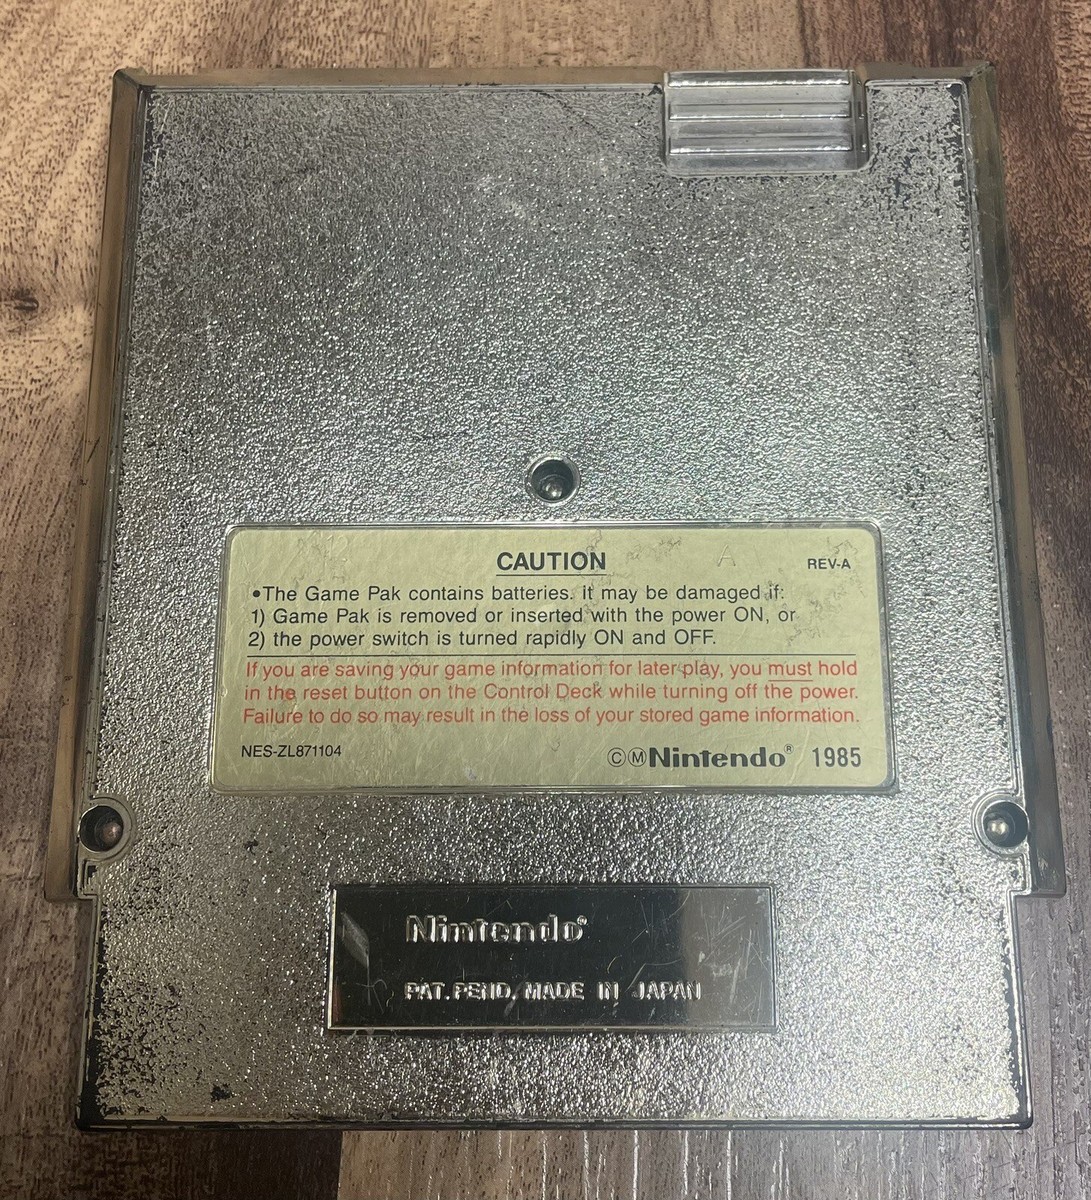 CAUTION
REV-A
•The Game Pak contains batteries. It may be damaged if:
1) Game Pak is removed or inserted with the power ON, or
2) the power switch is turned rapidly ON and OFF.
If you are saving your game information for later play, you must hold
in the reset button on the Control Deck while turning off the power.
Failure to do so may result in the loss of your stored game information.
NES-ZL871104
ⒸⓂNintendo® 1985
Nintendo®
PAT. PEND. MADE IN JAPAN